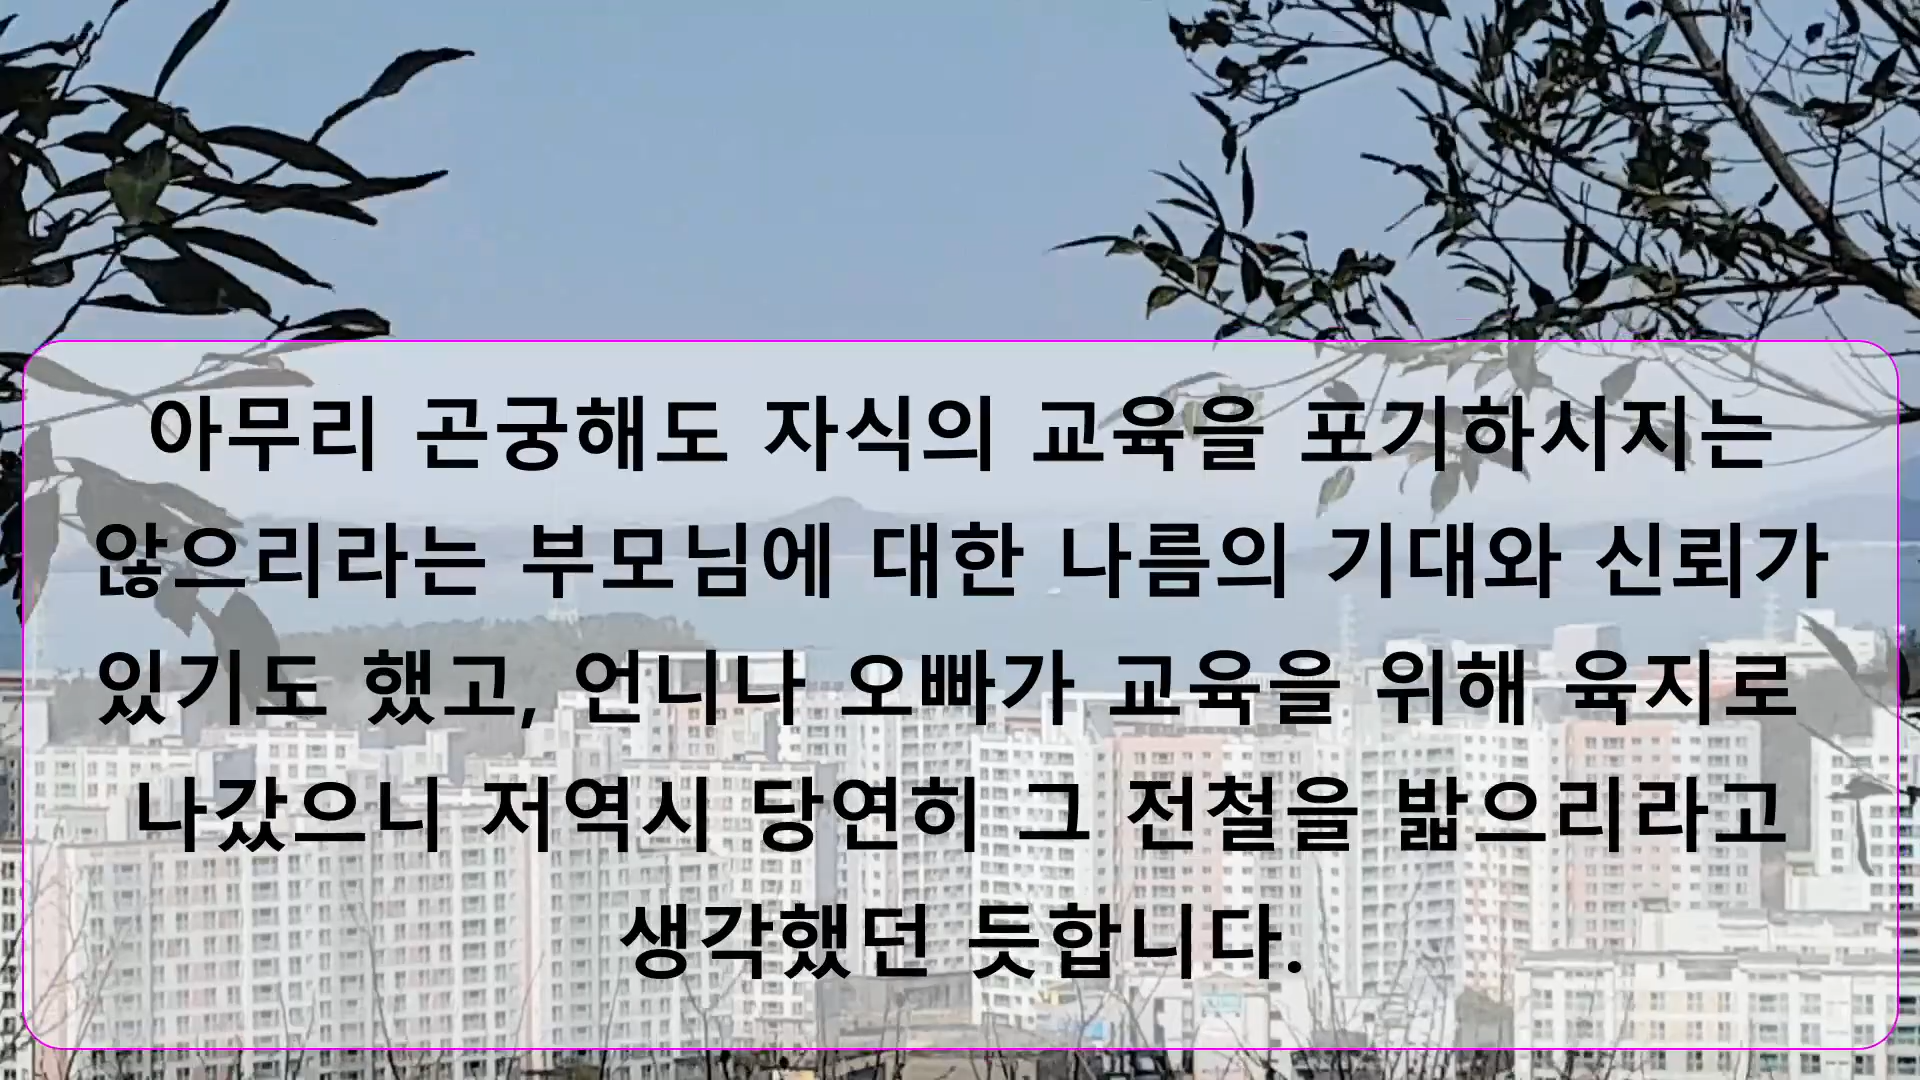 아무리 곤궁해도 자식의 교육을 포기하시지는
않으리라는 부모님에 대한 나름의 기대와 신뢰가
있기도 했고, 언니나 오빠가 교육을 위해 육지로
나갔으니 저역시 당연히 그 전철을 밟으리라고
생각했던 듯합니다.